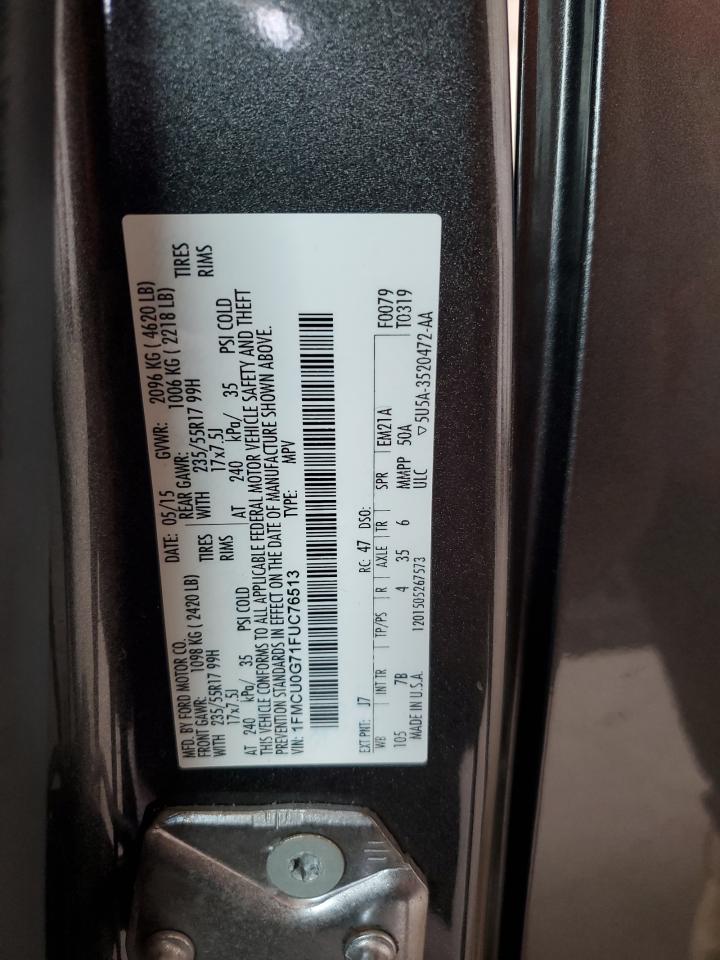 MFD. BY FORD MOTOR CO. DATE: 05/15 GVWR: 2096 KG ( 4620 LB)
FRONT GAWR: 1098 KG ( 2420 LB) REAR GAWR: 1006 KG ( 2218 LB)
WITH 235/55R17 99H TIRES WITH 235/55R17 99H TIRES
17x7.5J RIMS 17x7.5J RIMS
AT 240 kPa/ 35 PSI COLD AT 240 kPa/ 35 PSI COLD
THIS VEHICLE CONFORMS TO ALL APPLICABLE FEDERAL MOTOR VEHICLE SAFETY AND THEFT
PREVENTION STANDARDS IN EFFECT ON THE DATE OF MANUFACTURE SHOWN ABOVE.
VIN: 1FMCU0G71FUC76513 TYPE: MPV
EXT PNT: J7 RC: 47 DSO: F0079
WB INT TR TP/PS R AXLE TR SPR EM21A T0319
105 7B 4 35 6 MMPP 50A
MADE IN U.S.A. 1201505267573 ULC ▽5U5A-3520472-AA